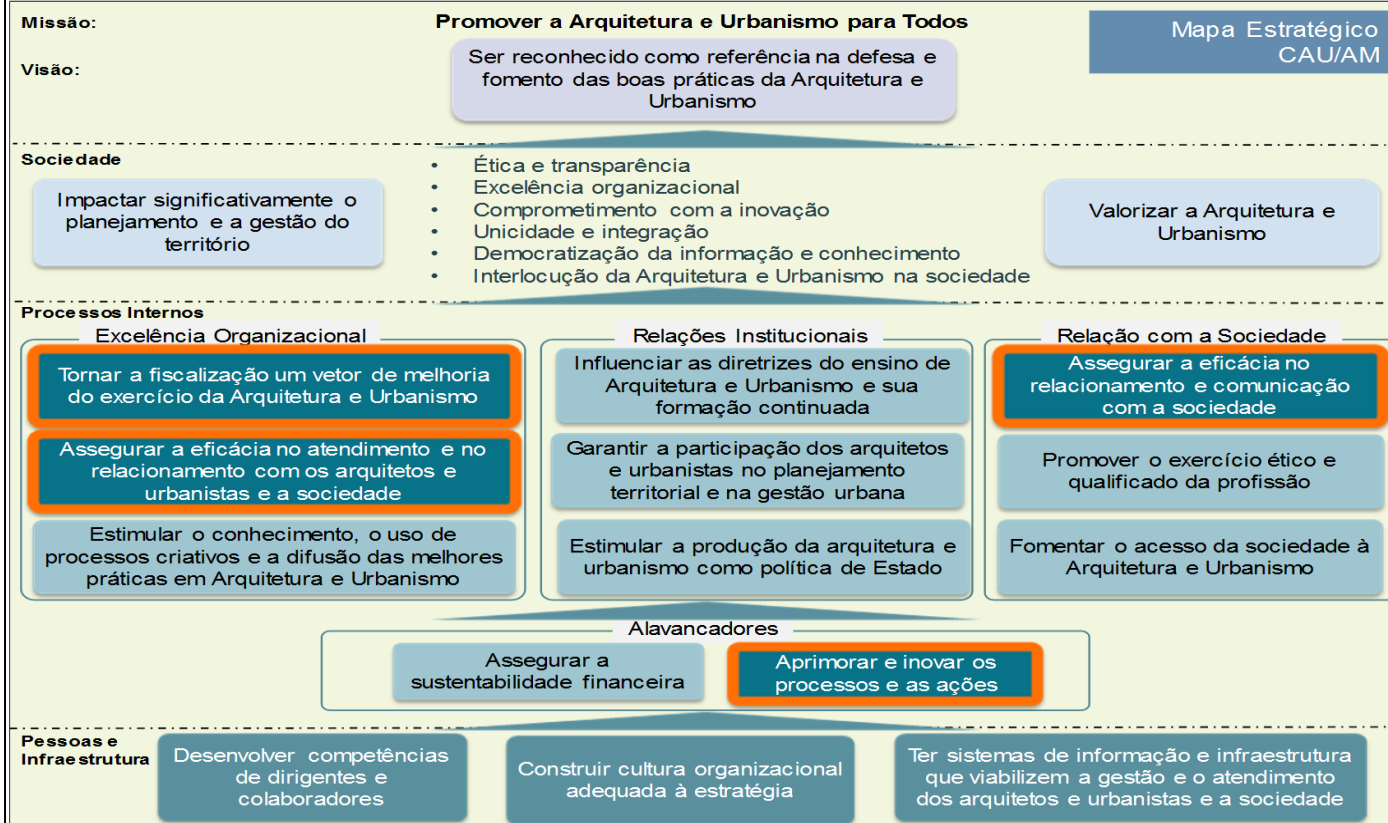 Missão:
Promover a Arquitetura e Urbanismo para Todos
Mapa Estratégico
CAU/AM
Visão:
Ser reconhecido como referência na defesa e
fomento das boas práticas da Arquitetura e
Urbanismo
Sociedade
Impactar significativamente o
planejamento e a gestão do
território
• Ética e transparência
• Excelência organizacional
• Comprometimento com a inovação
• Unicidade e integração
• Democratização da informação e conhecimento
• Interlocução da Arquitetura e Urbanismo na sociedade
Valorizar a Arquitetura e
Urbanismo
Processos Internos
Excelência Organizacional
Tornar a fiscalização um vetor de melhoria
do exercício da Arquitetura e Urbanismo
Assegurar a eficácia no atendimento e no
relacionamento com os arquitetos e
urbanistas e a sociedade
Estimular o conhecimento, o uso de
processos criativos e a difusão das melhores
práticas em Arquitetura e Urbanismo
Relações Institucionais
Influenciar as diretrizes do ensino de
Arquitetura e Urbanismo e sua
formação continuada
Garantir a participação dos arquitetos
e urbanistas no planejamento
territorial e na gestão urbana
Estimular a produção da arquitetura e
urbanismo como política de Estado
Relação com a Sociedade
Assegurar a eficácia no
relacionamento e comunicação
com a sociedade
Promover o exercício ético e
qualificado da profissão
Fomentar o acesso da sociedade à
Arquitetura e Urbanismo
Alavancadores
Assegurar a
sustentabilidade financeira
Aprimorar e inovar os
processos e as ações
Pessoas e
Infraestrutura
Desenvolver competências
de dirigentes e
colaboradores
Construir cultura organizacional
adequada à estratégia
Ter sistemas de informação e infraestrutura
que viabilizem a gestão e o atendimento
dos arquitetos e urbanistas e a sociedade